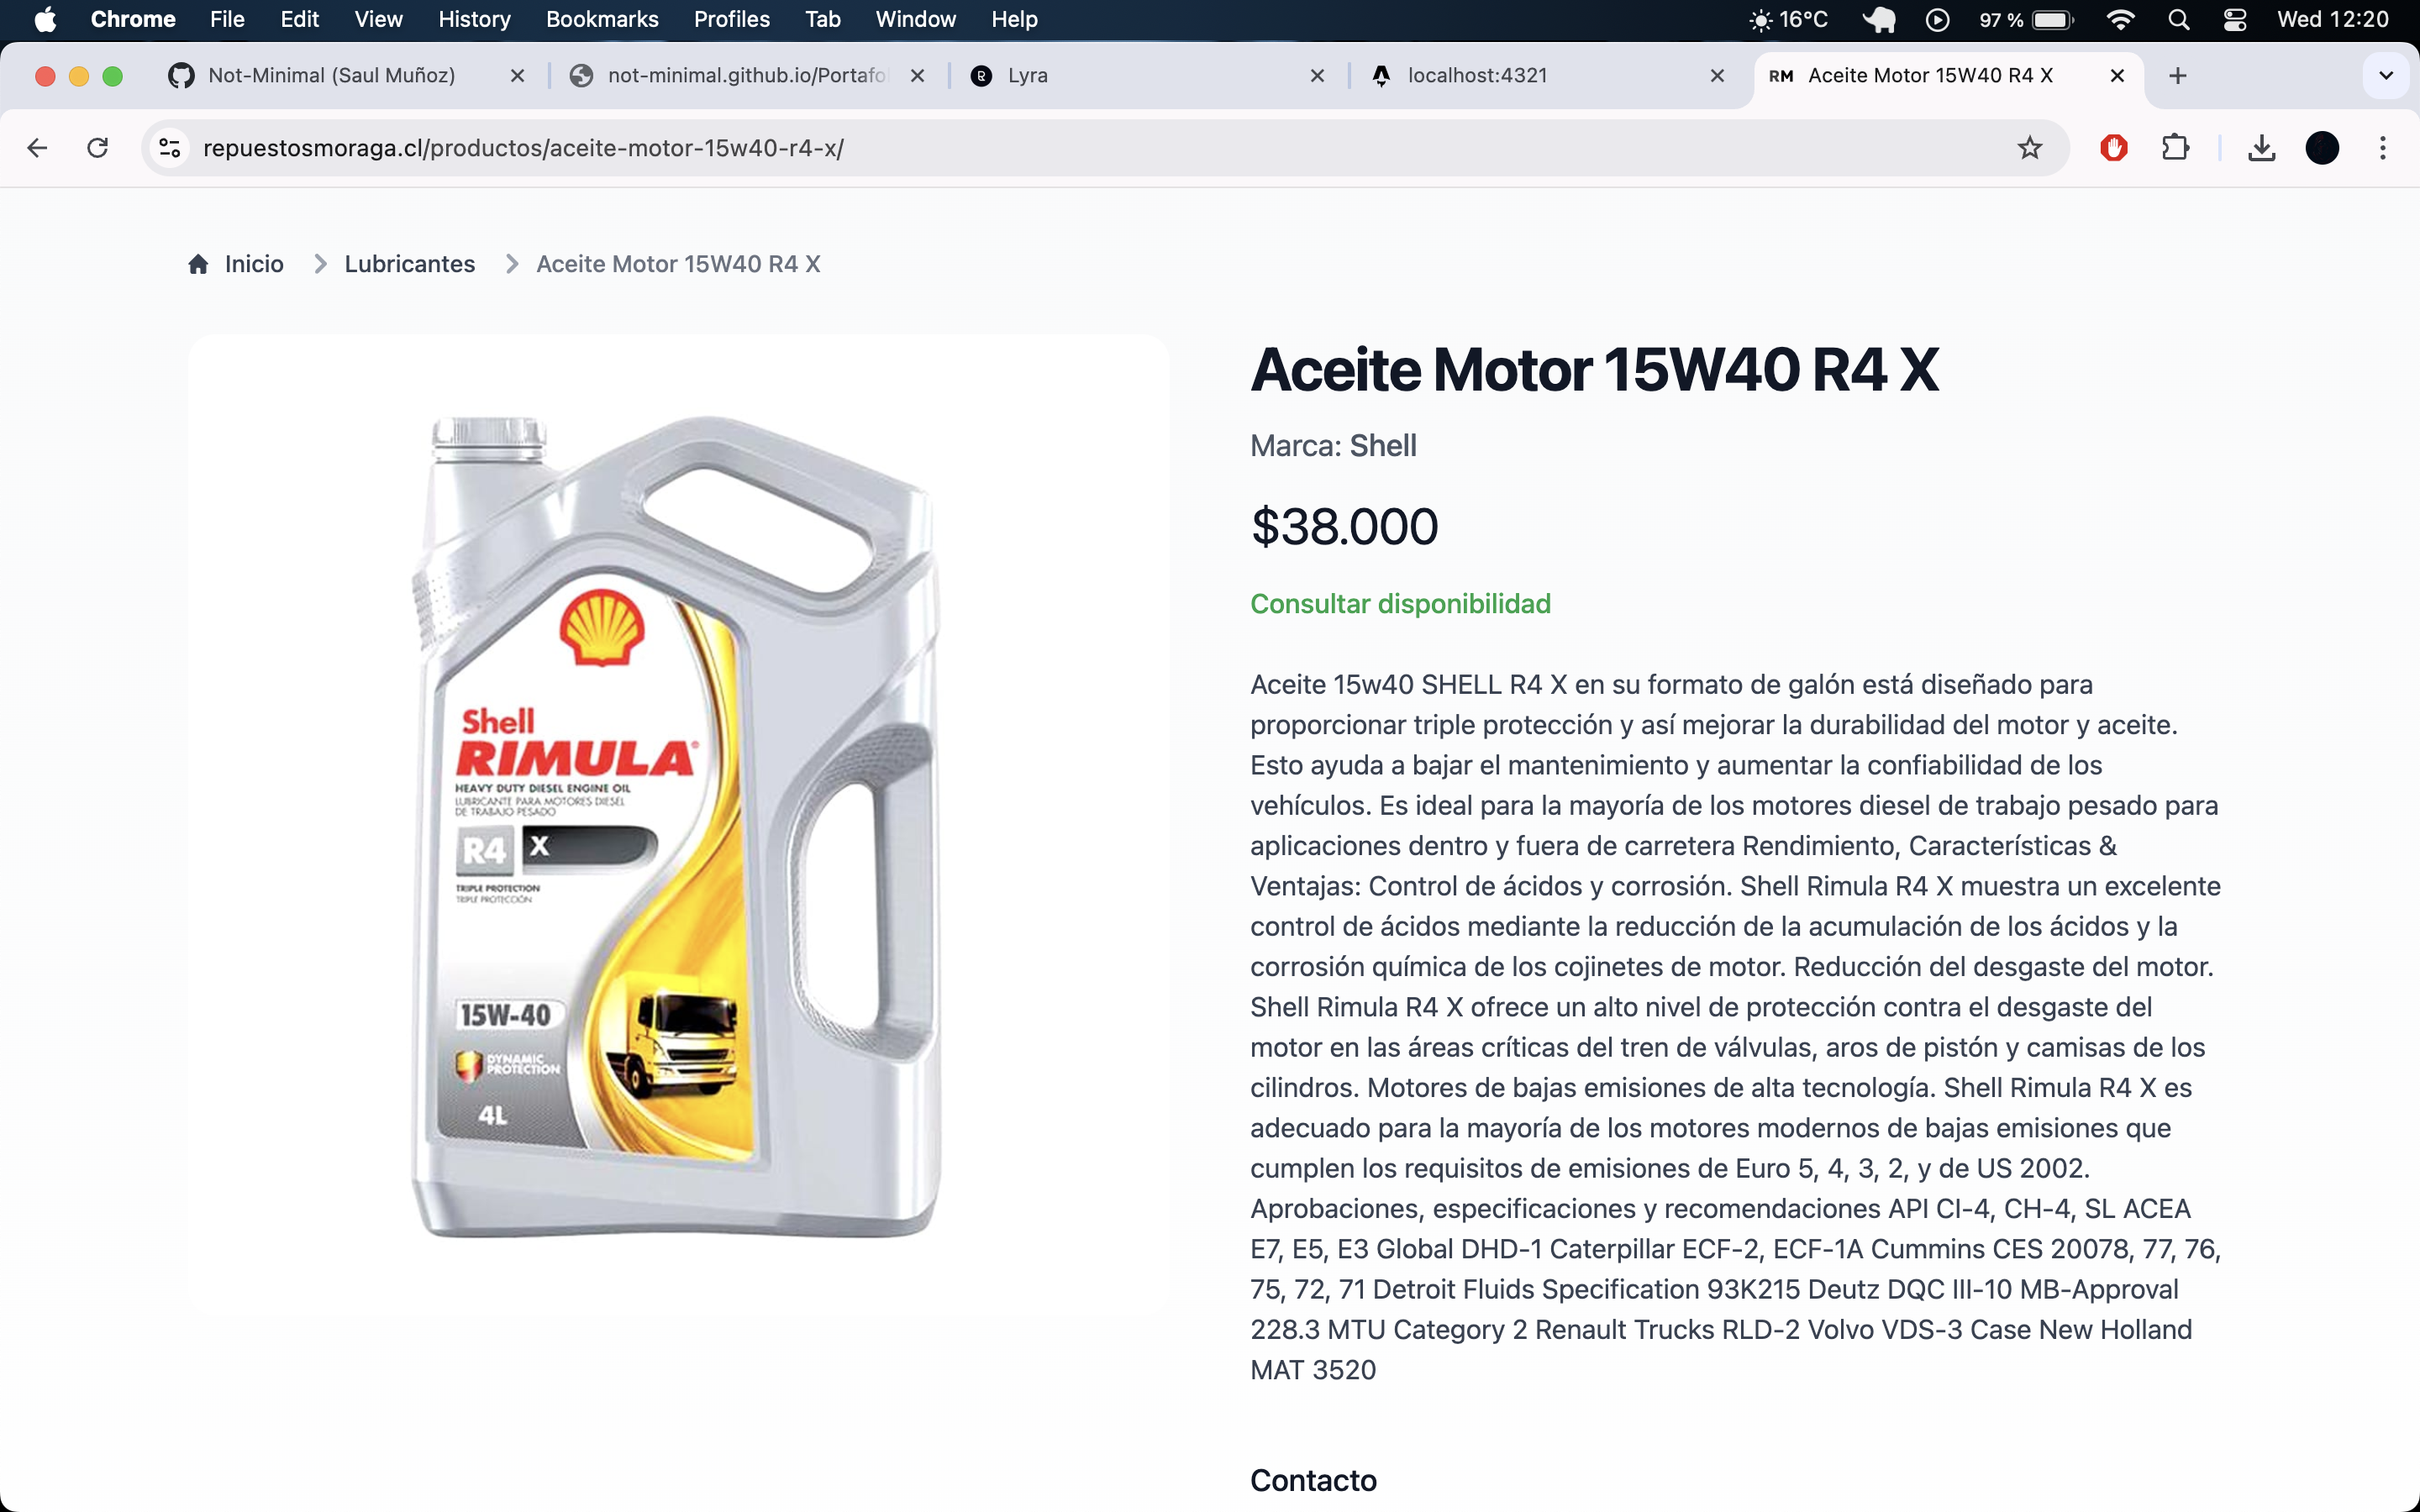 Chrome File Edit View History Bookmarks Profiles Tab Window Help 16°C 97 % Wed 12:20
Not-Minimal (Saul Muñoz) not-minimal.github.io/Portafo Lyra localhost:4321 RM Aceite Motor 15W40 R4 X
repuestosmoraga.cl/productos/aceite-motor-15w40-r4-x/
Inicio Lubricantes Aceite Motor 15W40 R4 X
Shell
RIMULA®
HEAVY DUTY DIESEL ENGINE OIL
LUBRICANTE PARA MOTORES DIESEL
DE TRABAJO PESADO
R4 X
TRIPLE PROTECTION
TRIPLE PROTECCIÓN
15W-40
DYNAMIC
PROTECTION
4L
Aceite Motor 15W40 R4 X
Marca: Shell
$38.000
Consultar disponibilidad
Aceite 15w40 SHELL R4 X en su formato de galón está diseñado para
proporcionar triple protección y así mejorar la durabilidad del motor y aceite.
Esto ayuda a bajar el mantenimiento y aumentar la confiabilidad de los
vehículos. Es ideal para la mayoría de los motores diesel de trabajo pesado para
aplicaciones dentro y fuera de carretera Rendimiento, Características &
Ventajas: Control de ácidos y corrosión. Shell Rimula R4 X muestra un excelente
control de ácidos mediante la reducción de la acumulación de los ácidos y la
corrosión química de los cojinetes de motor. Reducción del desgaste del motor.
Shell Rimula R4 X ofrece un alto nivel de protección contra el desgaste del
motor en las áreas críticas del tren de válvulas, aros de pistón y camisas de los
cilindros. Motores de bajas emisiones de alta tecnología. Shell Rimula R4 X es
adecuado para la mayoría de los motores modernos de bajas emisiones que
cumplen los requisitos de emisiones de Euro 5, 4, 3, 2, y de US 2002.
Aprobaciones, especificaciones y recomendaciones API CI-4, CH-4, SL ACEA
E7, E5, E3 Global DHD-1 Caterpillar ECF-2, ECF-1A Cummins CES 20078, 77, 76,
75, 72, 71 Detroit Fluids Specification 93K215 Deutz DQC III-10 MB-Approval
228.3 MTU Category 2 Renault Trucks RLD-2 Volvo VDS-3 Case New Holland
MAT 3520
Contacto